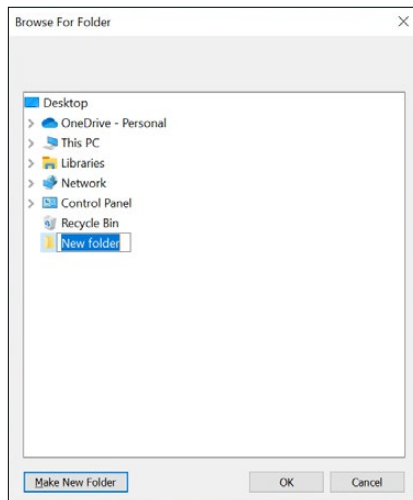 Browse For Folder
Desktop
OneDrive - Personal
This PC
Libraries
Network
Control Panel
Recycle Bin
New folder
Make New Folder
OK
Cancel